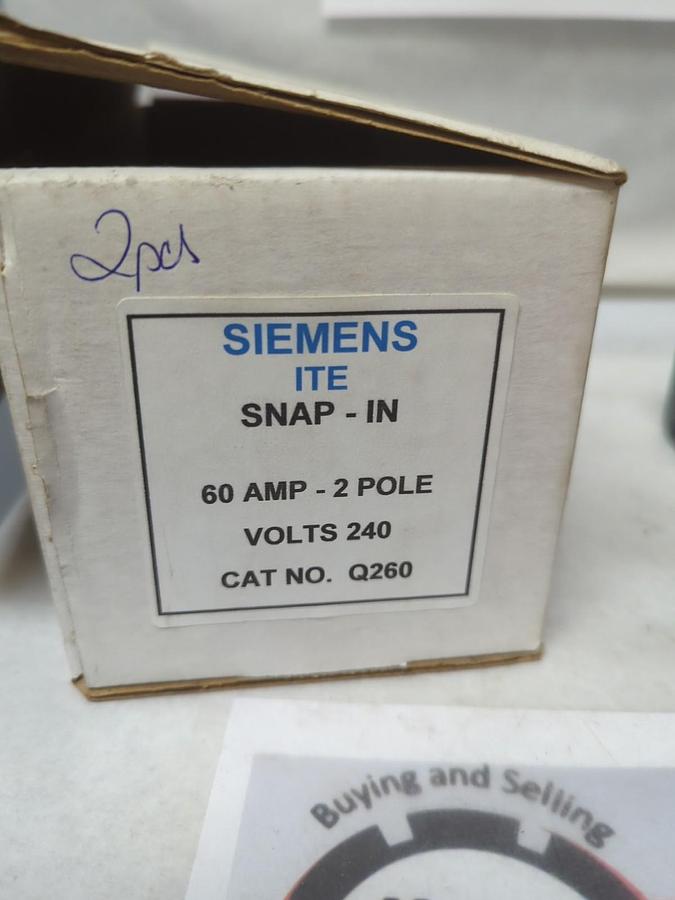 2pcs
SIEMENS
ITE
SNAP - IN
60 AMP - 2 POLE
VOLTS 240
CAT NO. Q260
Buying and Selling